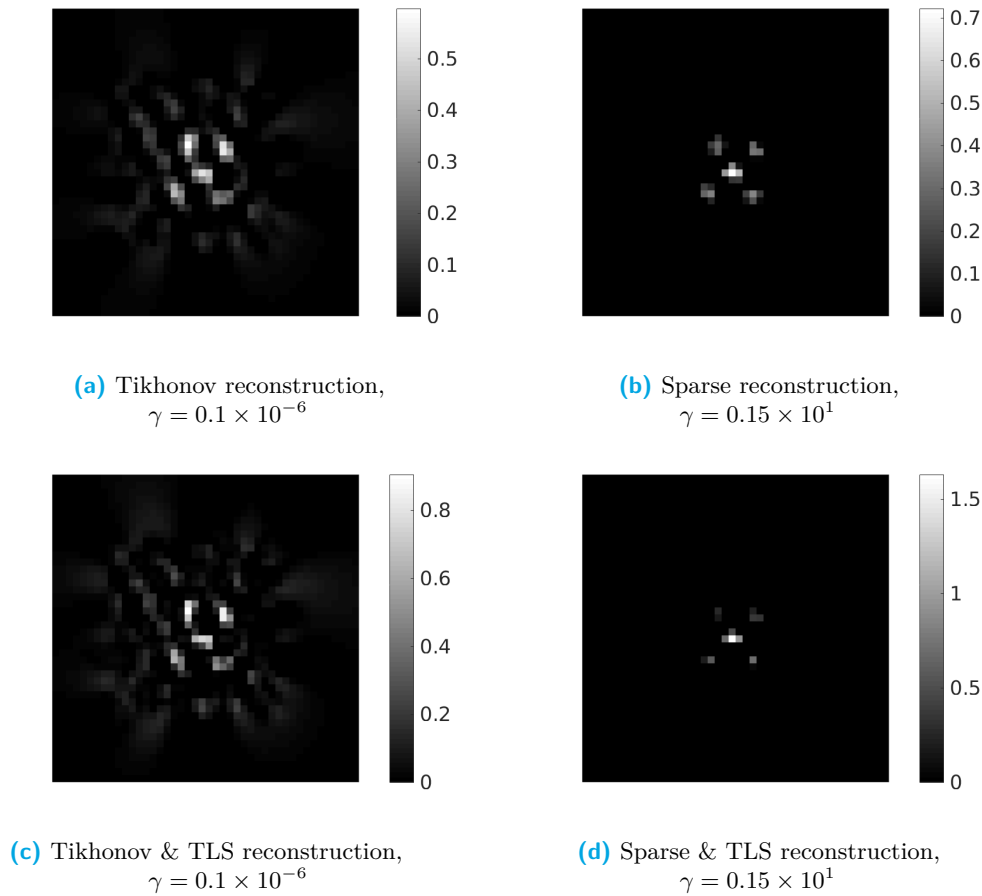 0.5
0.4
0.3
0.2
0.1
0
0.7
0.6
0.5
0.4
0.3
0.2
0.1
0
(a) Tikhonov reconstruction,
γ = 0.1 × 10⁻⁶
(b) Sparse reconstruction,
γ = 0.15 × 10¹
0.8
0.6
0.4
0.2
0
1.5
1
0.5
0
(c) Tikhonov & TLS reconstruction,
γ = 0.1 × 10⁻⁶
(d) Sparse & TLS reconstruction,
γ = 0.15 × 10¹